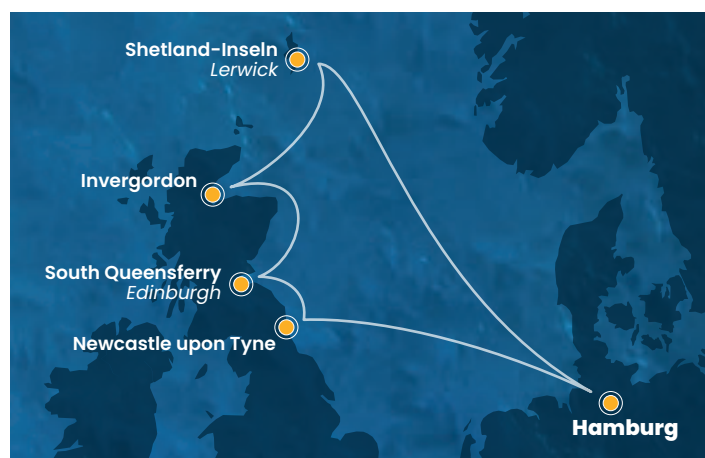 Shetland-Inseln
Lerwick
Invergordon
South Queensferry
Edinburgh
Newcastle upon Tyne
Hamburg